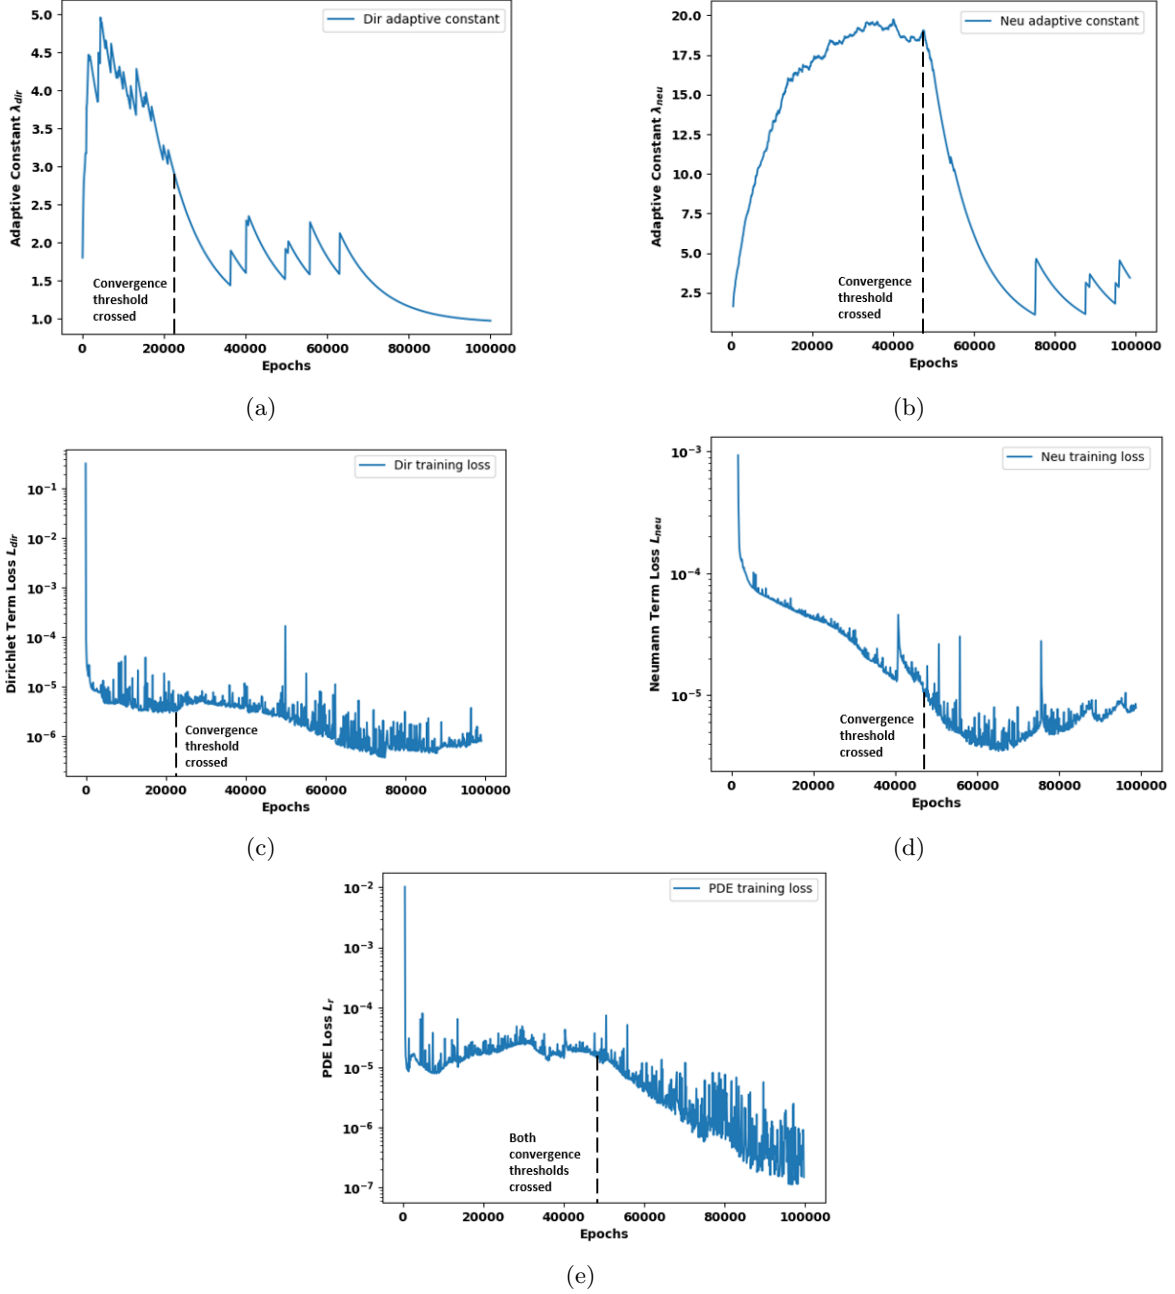 Dir adaptive constant
5.0
4.5
4.0
3.5
3.0
2.5
2.0
1.5
1.0
Adaptive Constant λdir
Convergence
threshold
crossed
0 20000 40000 60000 80000 100000
Epochs
(a)
Neu adaptive constant
20.0
17.5
15.0
12.5
10.0
7.5
5.0
2.5
Adaptive Constant λneu
Convergence
threshold
crossed
0 20000 40000 60000 80000 100000
Epochs
(b)
Dir training loss
10⁻¹
10⁻²
10⁻³
10⁻⁴
10⁻⁵
10⁻⁶
Dirichlet Term Loss Ldir
Convergence
threshold
crossed
0 20000 40000 60000 80000 100000
Epochs
(c)
Neu training loss
10⁻³
10⁻⁴
10⁻⁵
Neumann Term Loss Lneu
Convergence
threshold
crossed
0 20000 40000 60000 80000 100000
Epochs
(d)
PDE training loss
10⁻²
10⁻³
10⁻⁴
10⁻⁵
10⁻⁶
10⁻⁷
PDE Loss Lr
Both
convergence
thresholds
crossed
0 20000 40000 60000 80000 100000
Epochs
(e)